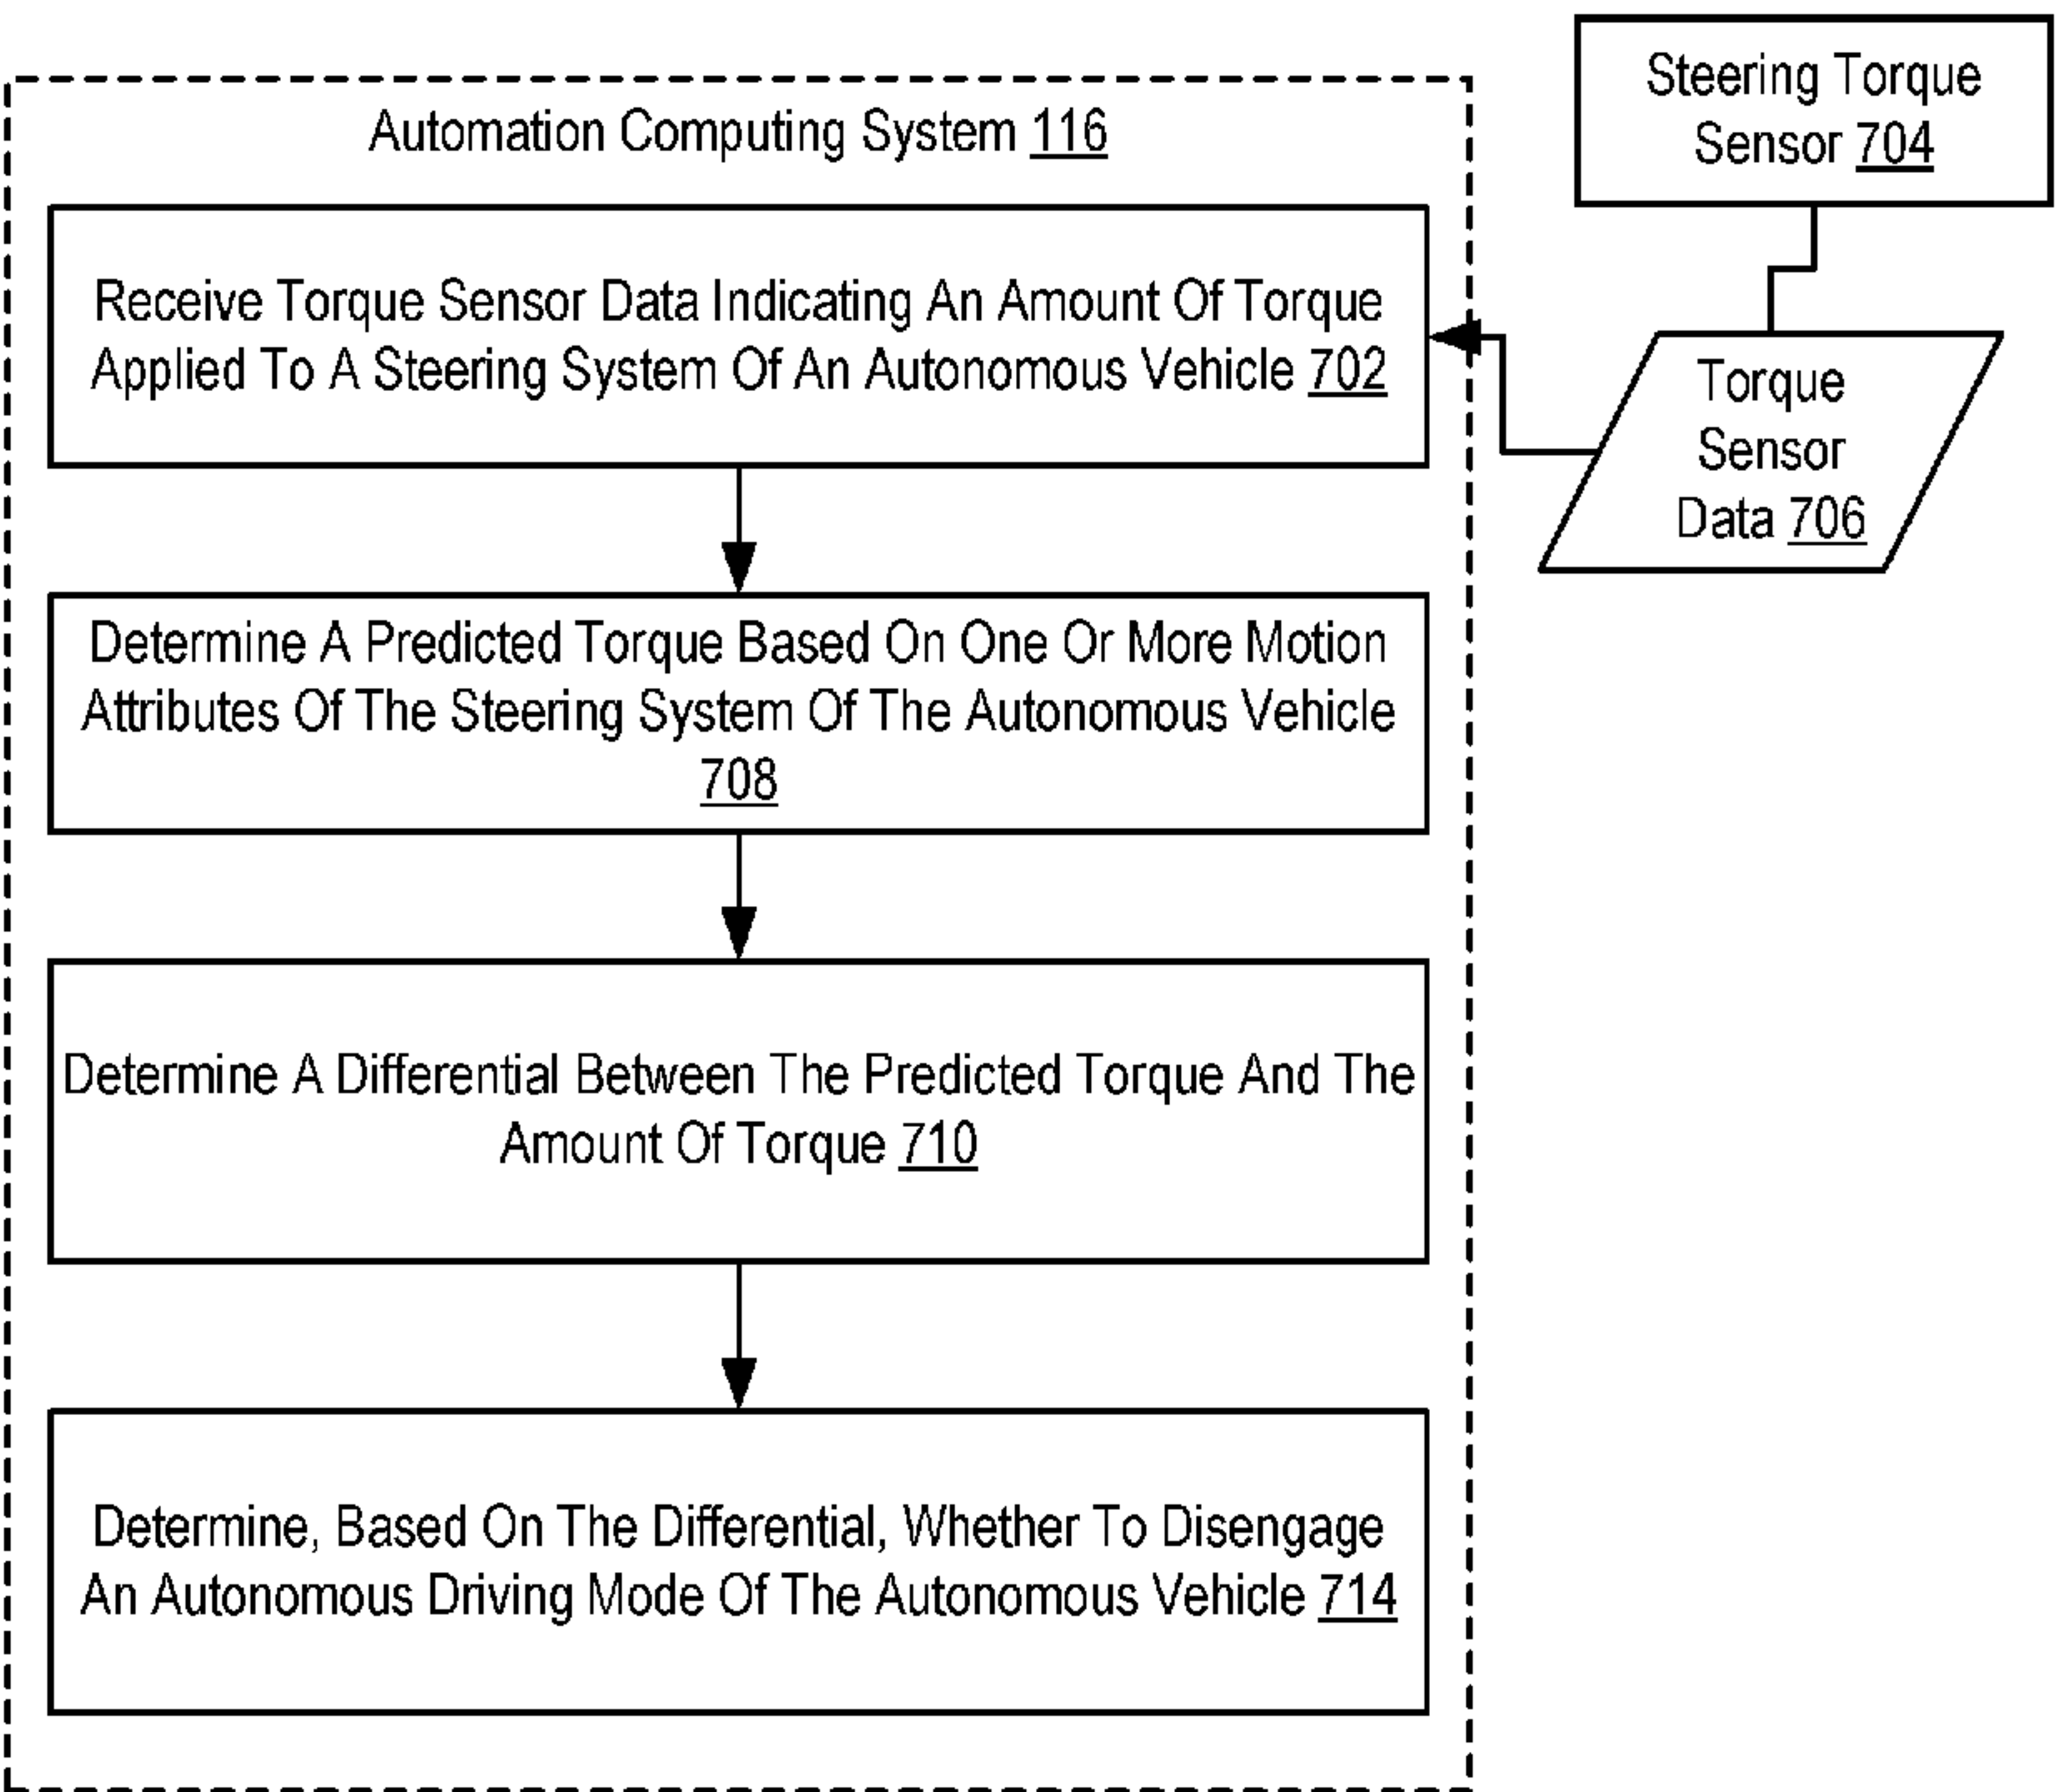 Automation Computing System 116
Receive Torque Sensor Data Indicating An Amount Of Torque
Applied To A Steering System Of An Autonomous Vehicle 702
Steering Torque
Sensor 704
Torque
Sensor
Data 706
Determine A Predicted Torque Based On One Or More Motion
Attributes Of The Steering System Of The Autonomous Vehicle
708
Determine A Differential Between The Predicted Torque And The
Amount Of Torque 710
Determine, Based On The Differential, Whether To Disengage
An Autonomous Driving Mode Of The Autonomous Vehicle 714